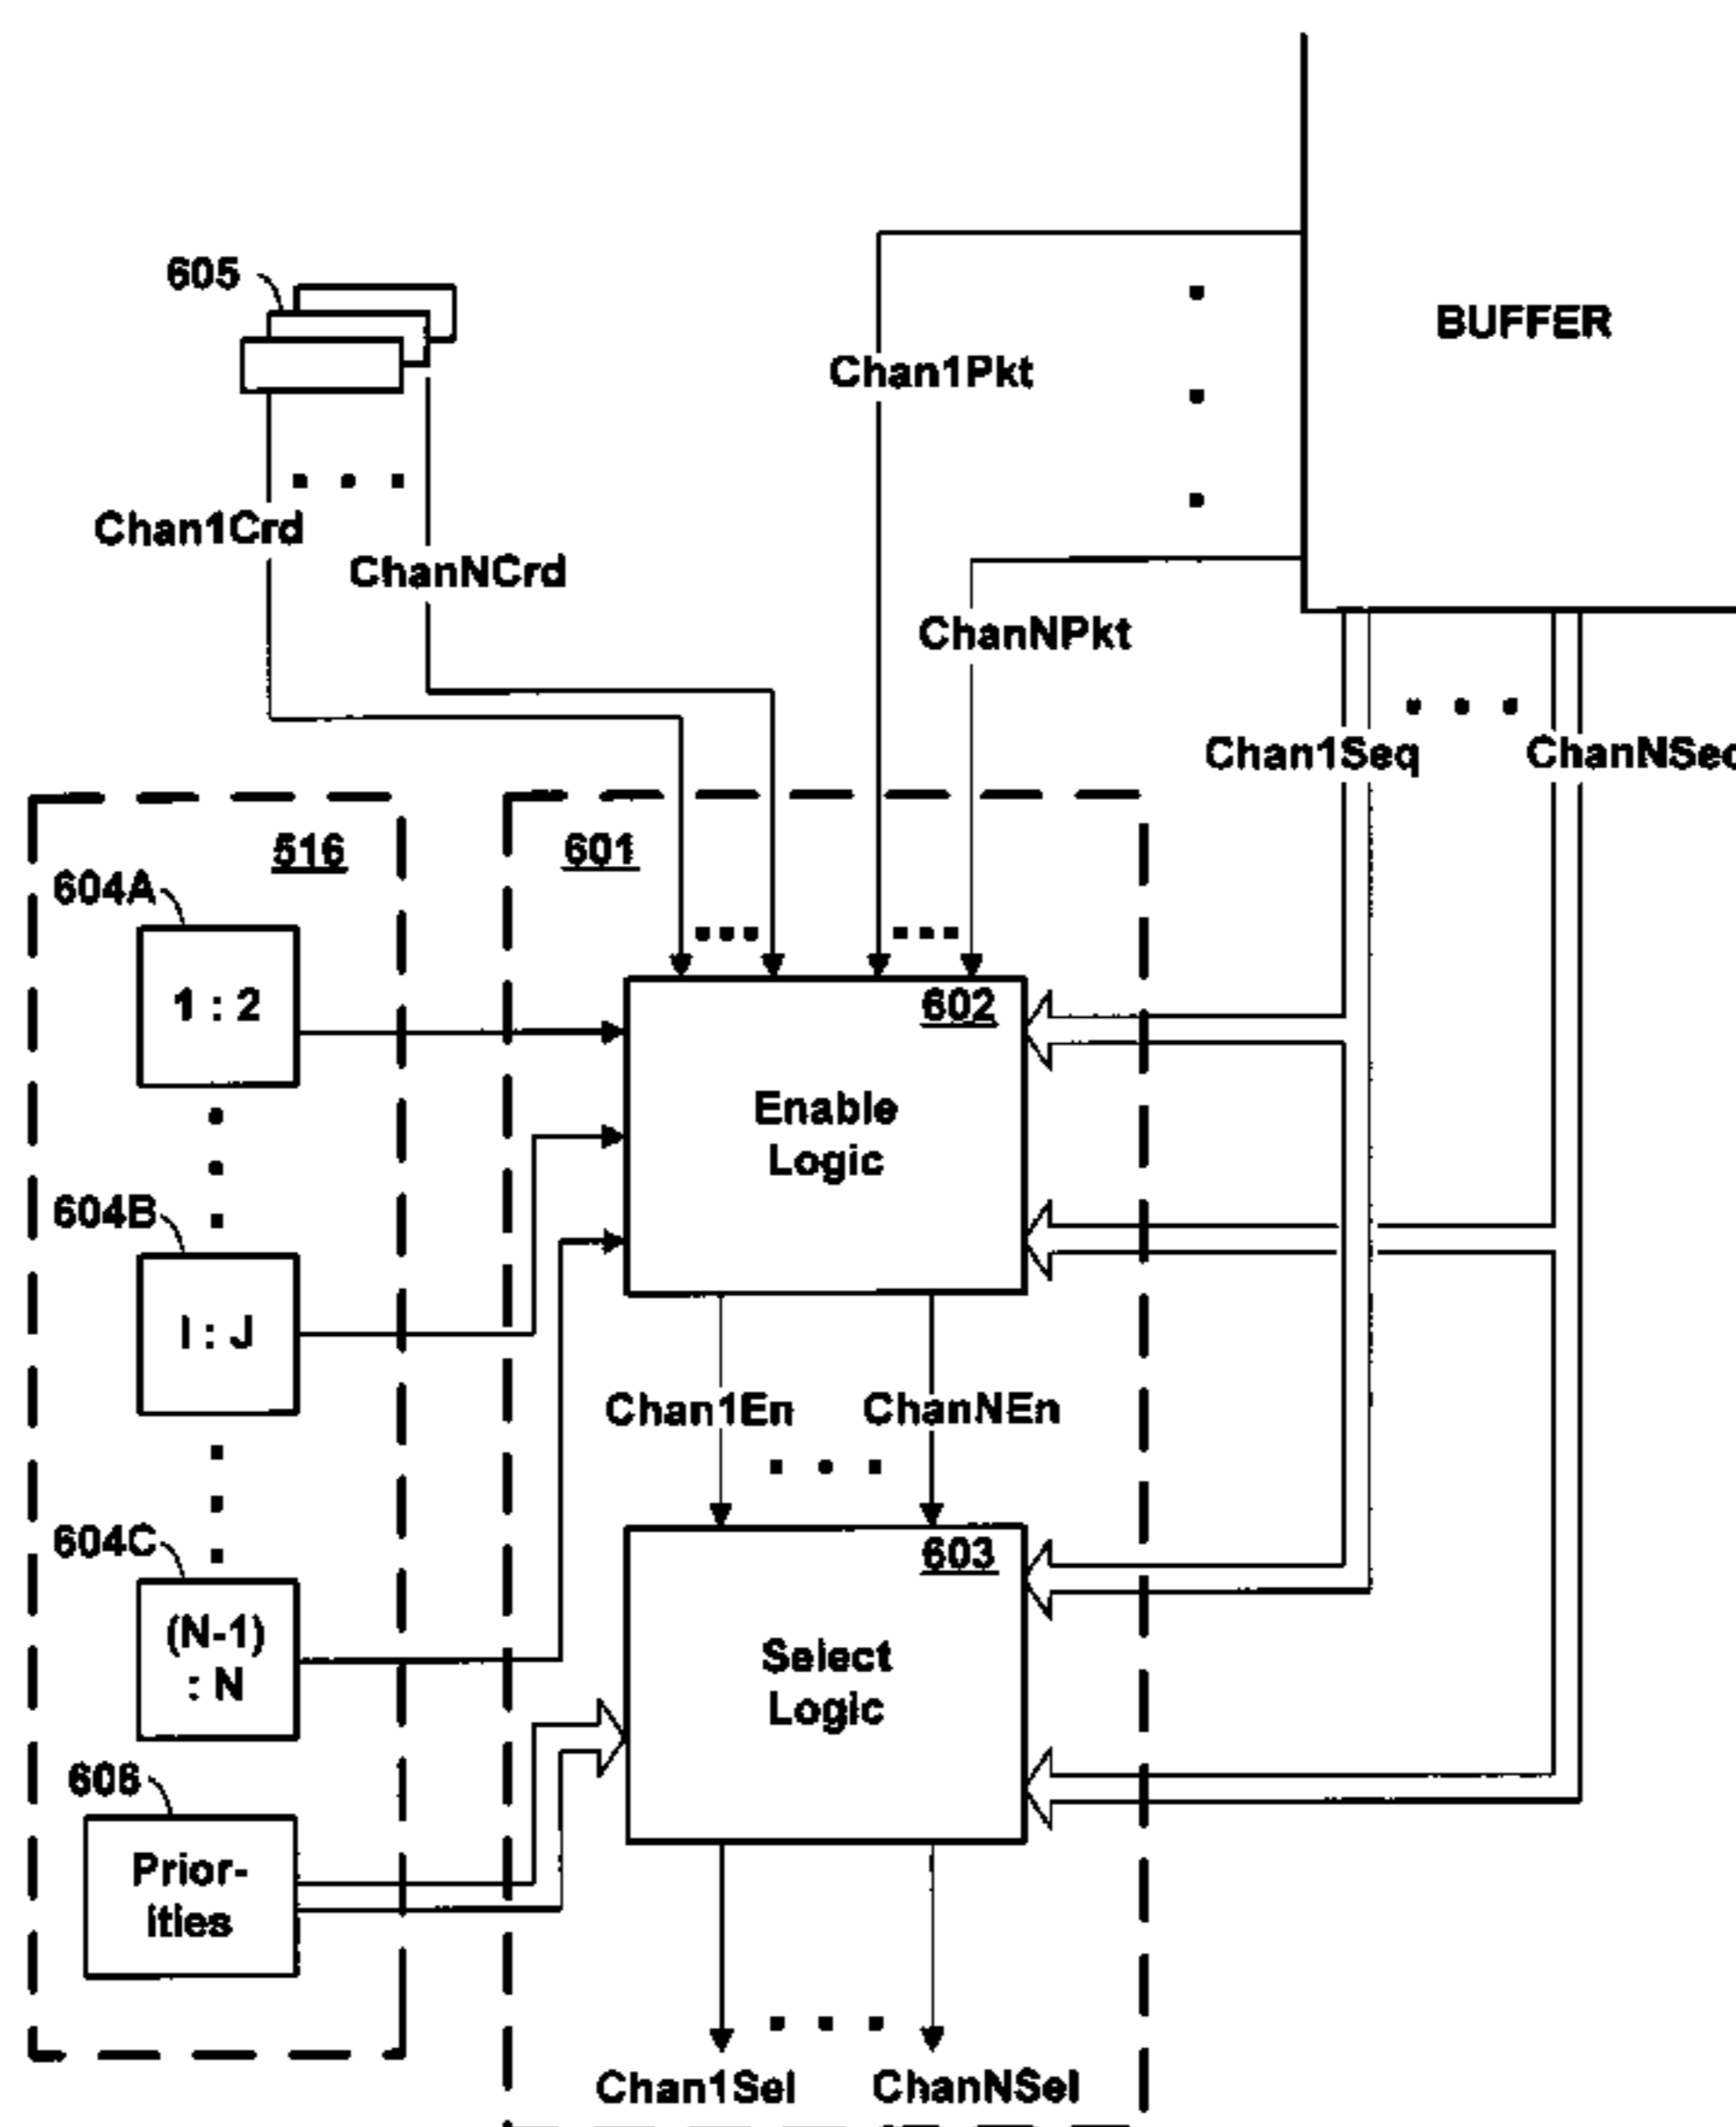 605
BUFFER
Chan1Pkt
Chan1Crd
ChanNCrd
ChanNPkt
Chan1Seq
ChanNSeq
516
601
604A
1 : 2
602
Enable
Logic
604B
I : J
Chan1En
ChanNEn
604C
603
(N-1)
: N
Select
Logic
606
Prior-
ities
Chan1Sel
ChanNSel